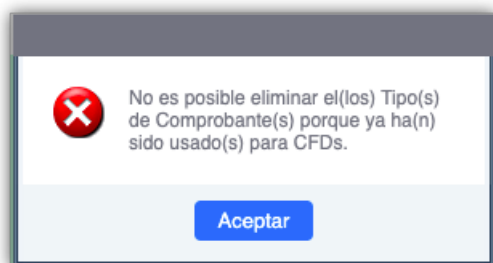 No es posible eliminar el(los) Tipo(s)
de Comprobante(s) porque ya ha(n)
sido usado(s) para CFDs.
Aceptar